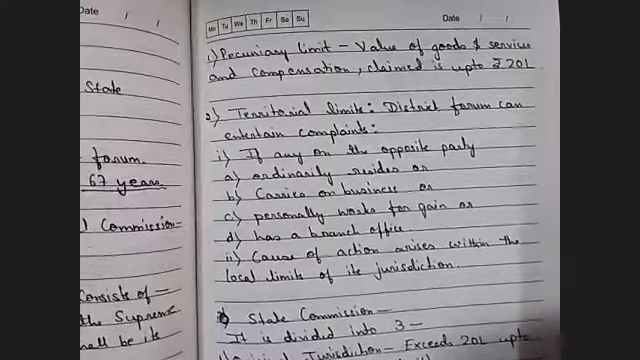 Date / /
State
forum.
67 years
Commission-
Consists of -
the Supreme
shall be its
Mo Tu We Th Fr Sa Su
Date / /
1) Pecuniary limit - Value of goods & services
and compensation, claimed is upto ₹ 20L
2) Territorial limits: District forum can
entertain complaints:
i) If any on the opposite party
a) ordinarily resides or
b) Carries on business or
c) personally works for gain or
d) has a branch office.
ii) Cause of action arises within the
local limits of its jurisdiction.
State Commission -
It is divided into 3 -
Jurisdiction - Exceeds 20L upto